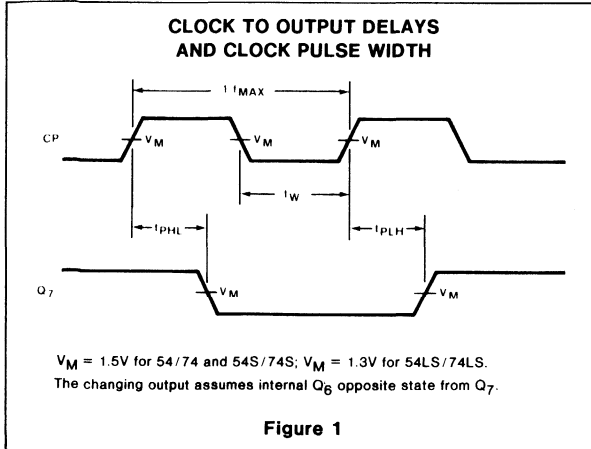 CLOCK TO OUTPUT DELAYS
AND CLOCK PULSE WIDTH
1 fMAX
CP
VM
VM
VM
tW
tPHL
tPLH
Q7
VM
VM
VM = 1.5V for 54/74 and 54S/74S; VM = 1.3V for 54LS/74LS.
The changing output assumes internal Q6 opposite state from Q7.
Figure 1